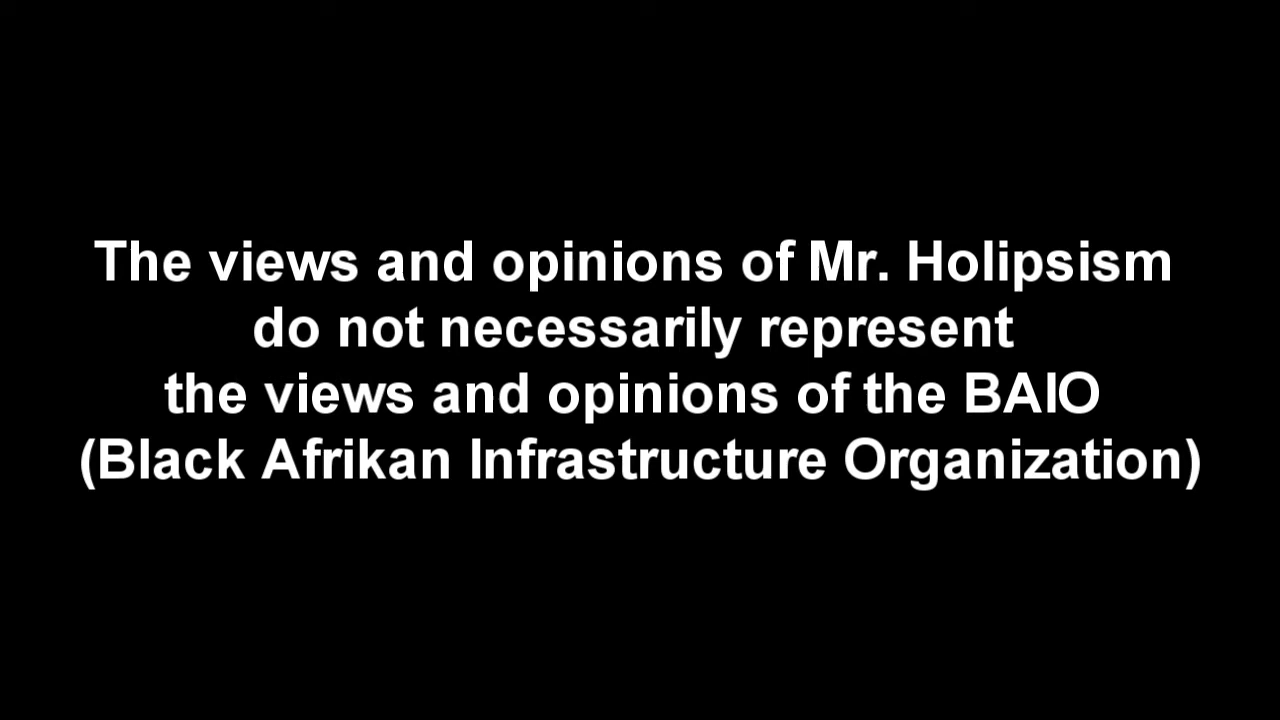 The views and opinions of Mr. Holipsism
do not necessarily represent
the views and opinions of the BAIO
(Black Afrikan Infrastructure Organization)